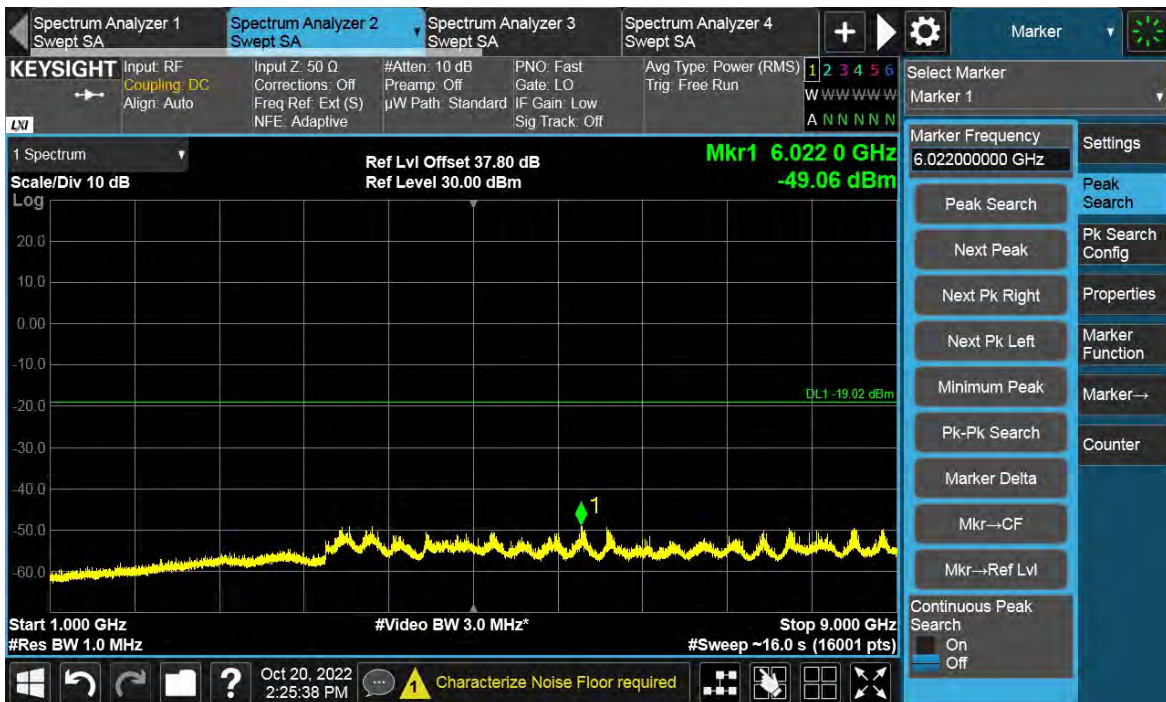 Spectrum Analyzer 1
Swept SA
Spectrum Analyzer 2
Swept SA
Spectrum Analyzer 3
Swept SA
Spectrum Analyzer 4
Swept SA
+
Marker
KEYSIGHT
LXI
Input: RF
Coupling: DC
Align: Auto
Input Z: 50 Ω
Corrections: Off
Freq Ref: Ext (S)
NFE: Adaptive
#Atten: 10 dB
Preamp: Off
µW Path: Standard
PNO: Fast
Gate: LO
IF Gain: Low
Sig Track: Off
Avg Type: Power (RMS)
Trig: Free Run
1 2 3 4 5 6
W W W W W W
A N N N N N
Select Marker
Marker 1
1 Spectrum
Scale/Div 10 dB
Log
Ref Lvl Offset 37.80 dB
Ref Level 30.00 dBm
Mkr1 6.022 0 GHz
-49.06 dBm
20.0
10.0
0.00
-10.0
-20.0
-30.0
-40.0
-50.0
-60.0
DL1 -19.02 dBm
1
Start 1.000 GHz
#Res BW 1.0 MHz
#Video BW 3.0 MHz*
Stop 9.000 GHz
#Sweep ~16.0 s (16001 pts)
Marker Frequency
6.022000000 GHz
Peak Search
Next Peak
Next Pk Right
Next Pk Left
Minimum Peak
Pk-Pk Search
Marker Delta
Mkr→CF
Mkr→Ref Lvl
Continuous Peak
Search
On
Off
Settings
Peak
Search
Pk Search
Config
Properties
Marker
Function
Marker→
Counter
?
Oct 20, 2022
2:25:38 PM
1
Characterize Noise Floor required